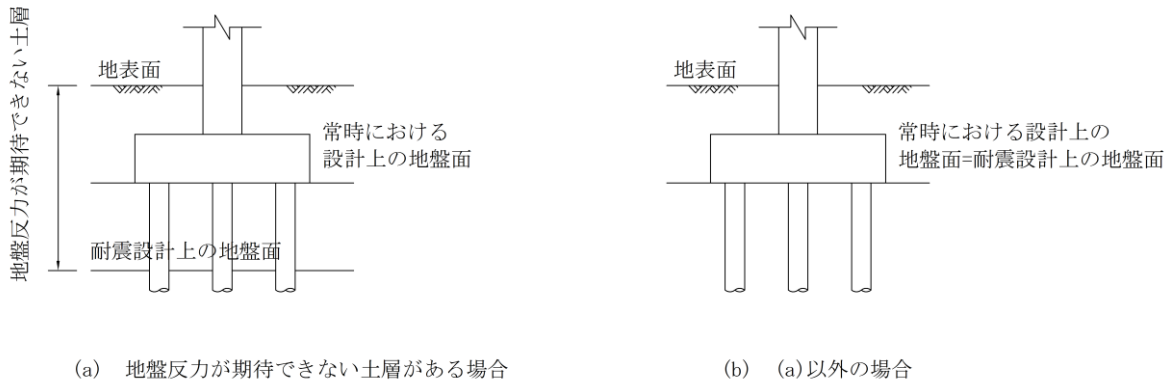 地盤反力が期待できない土層
地表面
常時における
設計上の地盤面
耐震設計上の地盤面
(a) 地盤反力が期待できない土層がある場合
地表面
常時における設計上の
地盤面=耐震設計上の地盤面
(b) (a)以外の場合